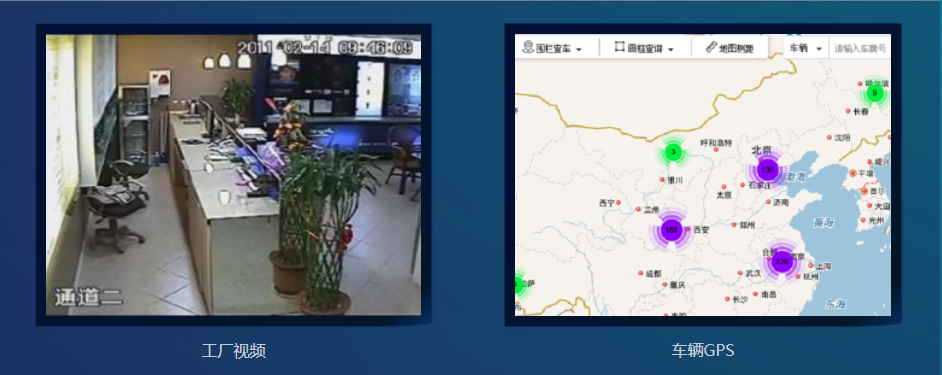 2011-02-14 09:46:09
通道二
围栏查车
画框查询
地图测距
车辆
请输入车牌号
9
长春
沈阳
呼和浩特
北京
3
银川
石家庄
太原
渤海
平壤
首尔
大田
光州
西宁
兰州
济南
黄海
西安
郑州
合肥
南京
上海
杭州
成都
武汉
重庆
南昌
长沙
东海
工厂视频
车辆GPS